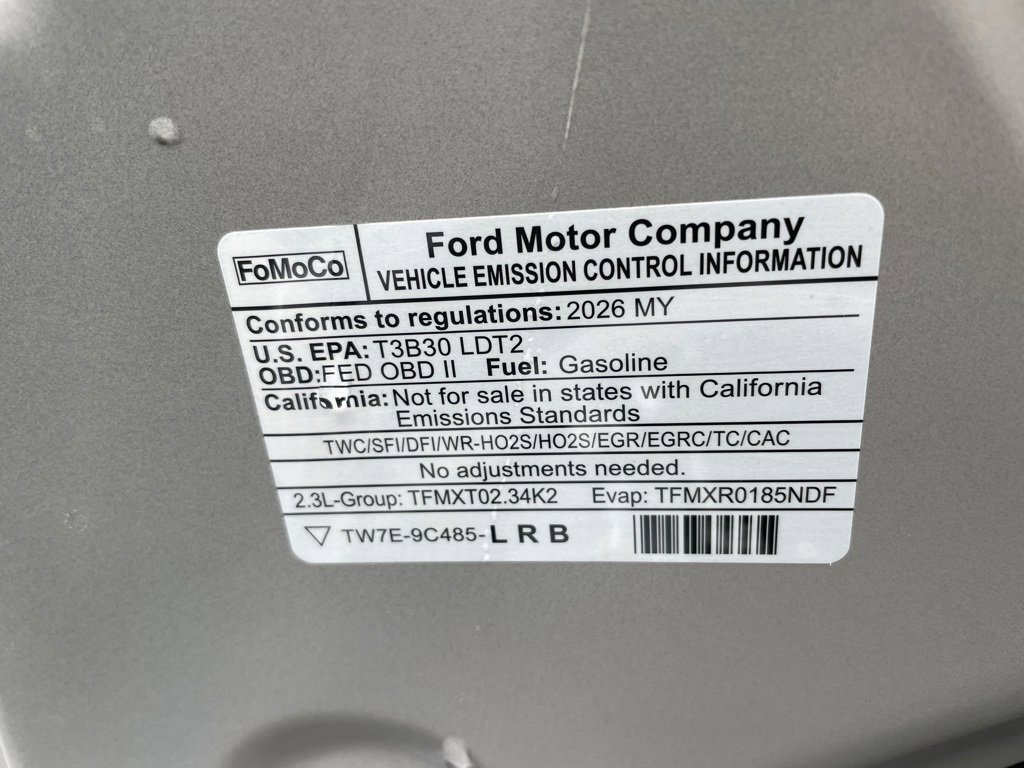 FoMoCo
Ford Motor Company
VEHICLE EMISSION CONTROL INFORMATION
Conforms to regulations: 2026 MY
U.S. EPA: T3B30 LDT2
OBD:FED OBD II Fuel: Gasoline
California: Not for sale in states with California
Emissions Standards
TWC/SFI/DFI/WR-HO2S/HO2S/EGR/EGRC/TC/CAC
No adjustments needed.
2.3L-Group: TFMXT02.34K2 Evap: TFMXR0185NDF
TW7E-9C485-L R B